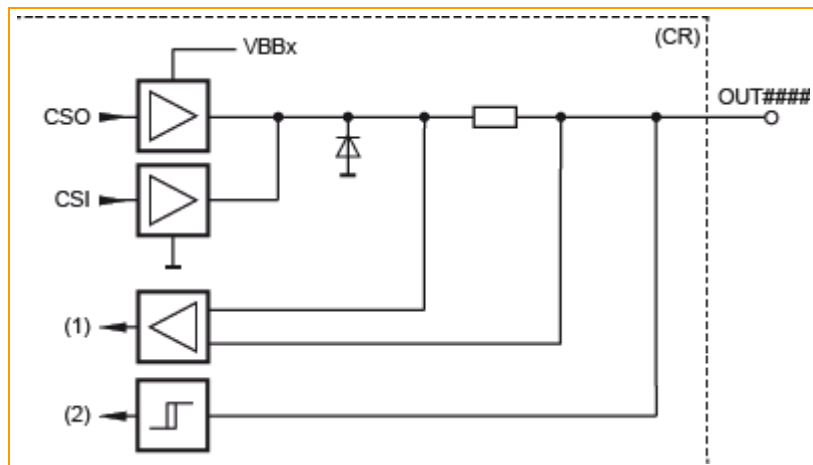 (CR)
VBBx
OUT####
CSO
CSI
(1)
(2)